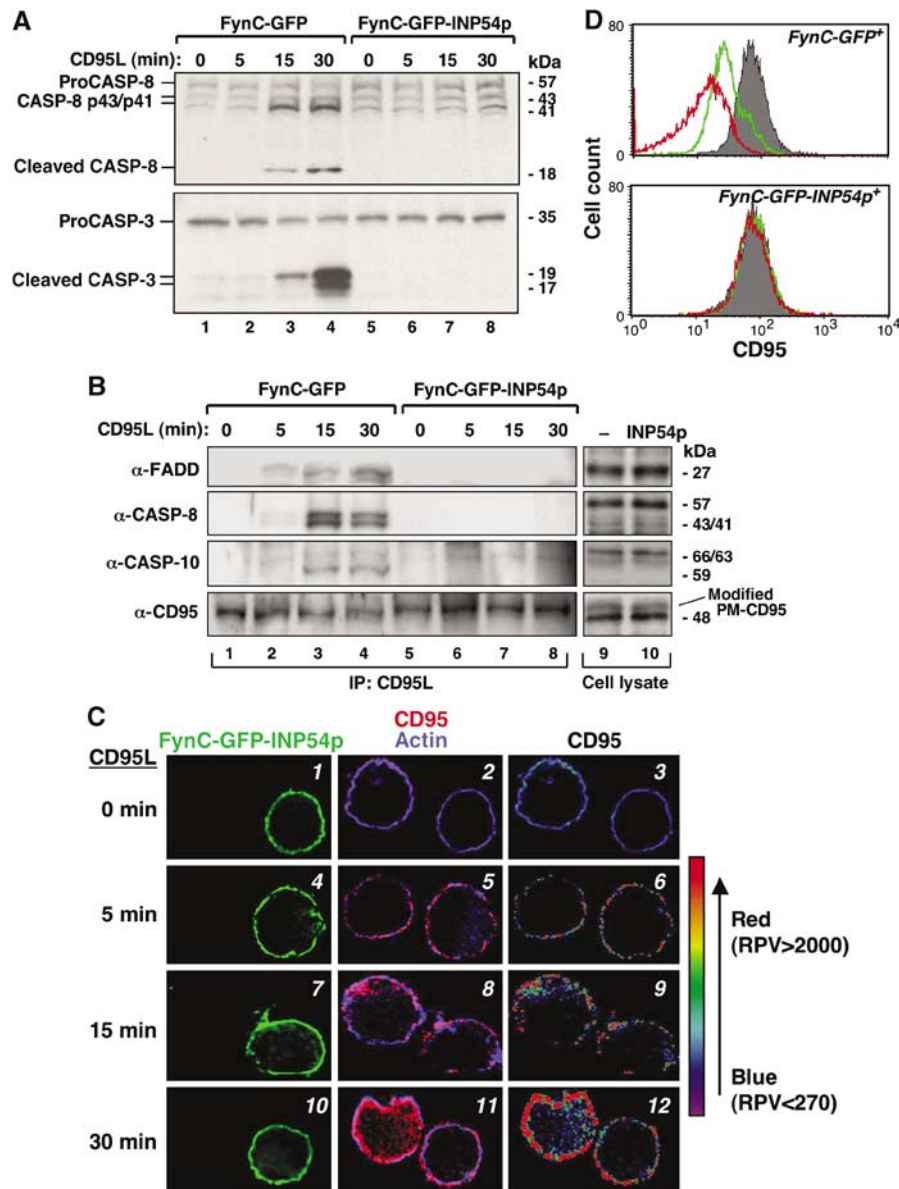 A
FynC-GFP FynC-GFP-INP54p
CD95L (min): 0 5 15 30 0 5 15 30 kDa
ProCASP-8 - 57
CASP-8 p43/p41 - 43
- 41
Cleaved CASP-8 - 18
ProCASP-3 - 35
Cleaved CASP-3 - 19
- 17
1 2 3 4 5 6 7 8
D
80
FynC-GFP+
0
Cell count
80
FynC-GFP-INP54p+
0
10^0 10^1 10^2 10^3 10^4
CD95
B
FynC-GFP FynC-GFP-INP54p
CD95L (min): 0 5 15 30 0 5 15 30 – INP54p
kDa
α-FADD - 27
α-CASP-8 - 57
- 43/41
α-CASP-10 - 66/63
- 59
α-CD95 Modified
PM-CD95
- 48
1 2 3 4 5 6 7 8 9 10
IP: CD95L Cell lysate
C
CD95
FynC-GFP-INP54p Actin CD95
CD95L
0 min 1 2 3
5 min 4 5 6
15 min 7 8 9
30 min 10 11 12
Red
(RPV>2000)
Blue
(RPV<270)